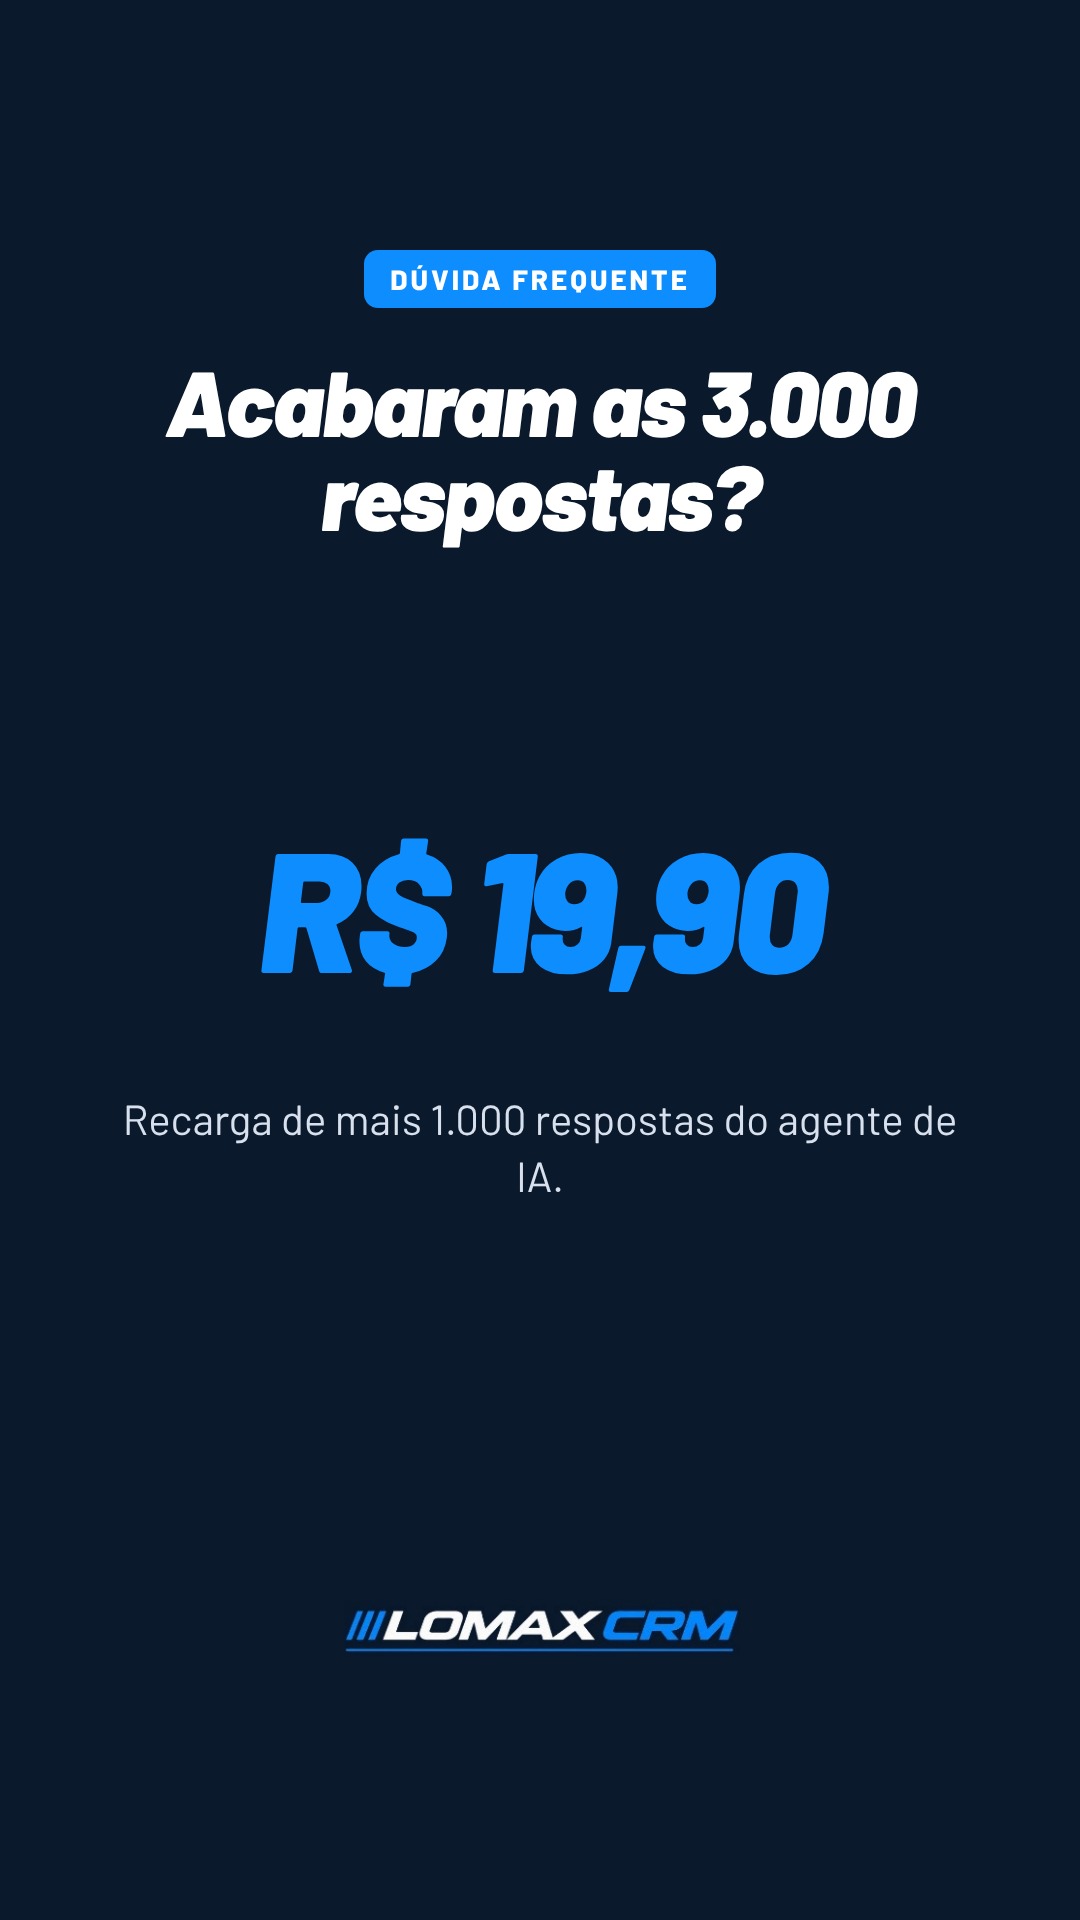 DÚVIDA FREQUENTE
Acabaram as 3.000
respostas?
R$ 19,90
Recarga de mais 1.000 respostas do agente de
IA.
LOMAX CRM